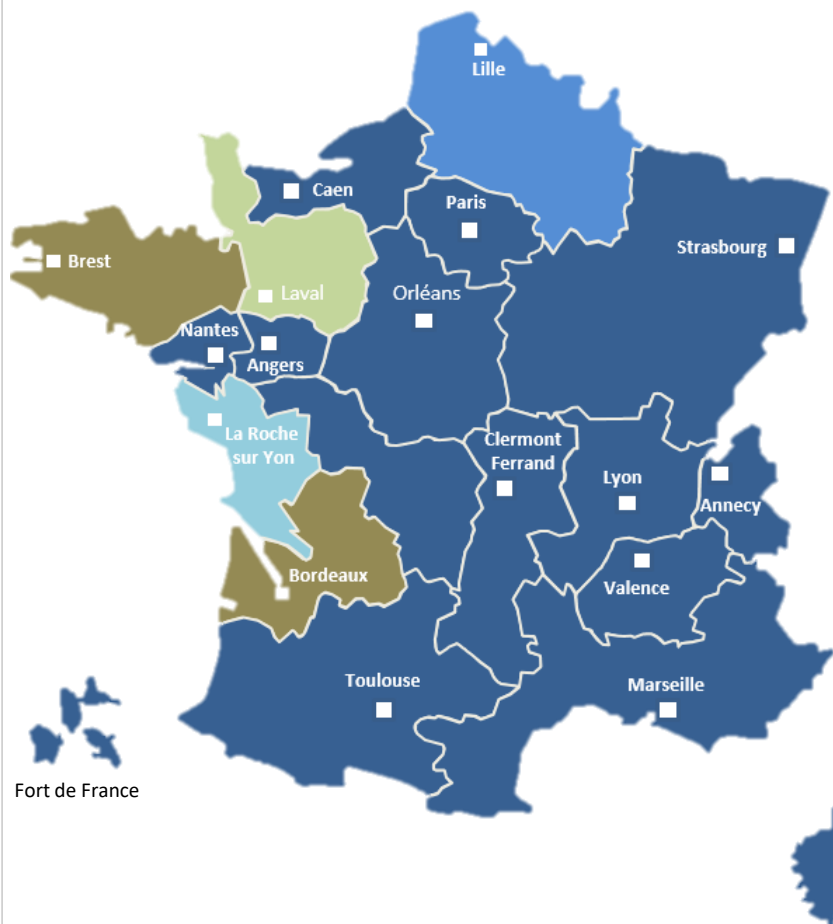 Lille
Caen
Paris
Strasbourg
Brest
Laval
Orléans
Nantes
Angers
La Roche
sur Yon
Clermont
Ferrand
Lyon
Annecy
Bordeaux
Valence
Toulouse
Marseille
Fort de France